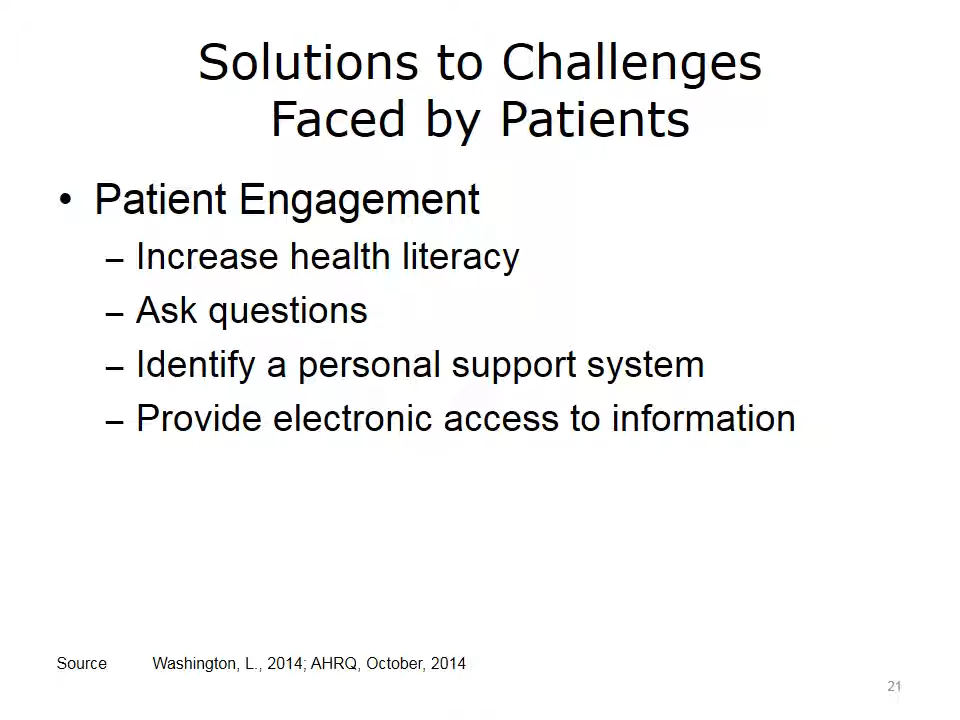 Solutions to Challenges
Faced by Patients
• Patient Engagement
– Increase health literacy
– Ask questions
– Identify a personal support system
– Provide electronic access to information
Source Washington, L., 2014; AHRQ, October, 2014
21